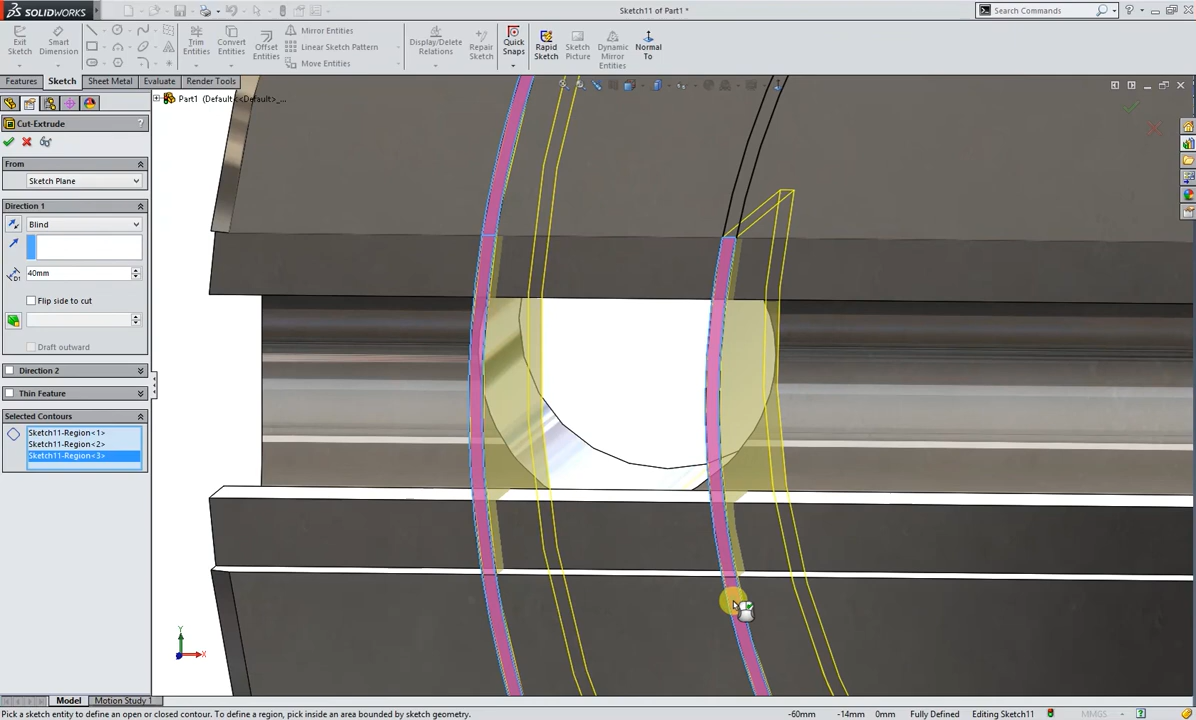 SOLIDWORKS
Sketch11 of Part1 *
Search Commands
Exit Sketch
Smart Dimension
Trim Entities
Convert Entities
Offset Entities
Mirror Entities
Linear Sketch Pattern
Move Entities
Display/Delete Relations
Repair Sketch
Quick Snaps
Rapid Sketch
Sketch Picture
Dynamic Mirror Entities
Normal To
Features
Sketch
Sheet Metal
Evaluate
Render Tools
Part1 (Default<<Default>_...
Cut-Extrude
?
From
Sketch Plane
Direction 1
Blind
D1
40mm
Flip side to cut
Draft outward
Direction 2
Thin Feature
Selected Contours
Sketch11-Region<1>
Sketch11-Region<2>
Sketch11-Region<3>
Y
X
Model
Motion Study 1
Pick a sketch entity to define an open or closed contour. To define a region, pick inside an area bounded by sketch geometry.
-60mm
-14mm
0mm
Fully Defined
Editing Sketch11
MMGS